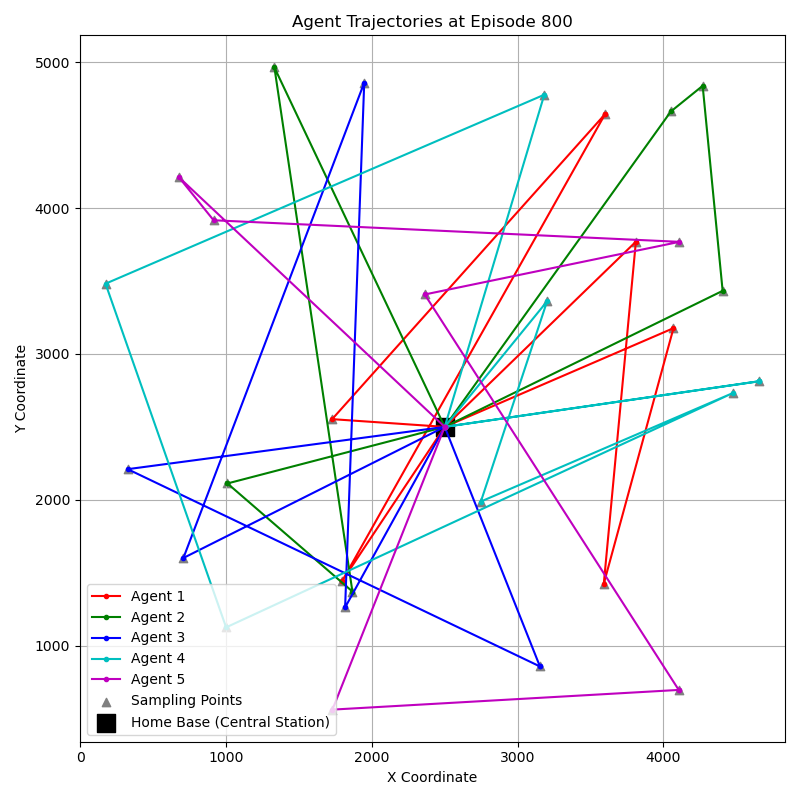 Agent Trajectories at Episode 800
5000
4000
3000
2000
1000
Y Coordinate
Agent 1
Agent 2
Agent 3
Agent 4
Agent 5
Sampling Points
Home Base (Central Station)
0 1000 2000 3000 4000
X Coordinate